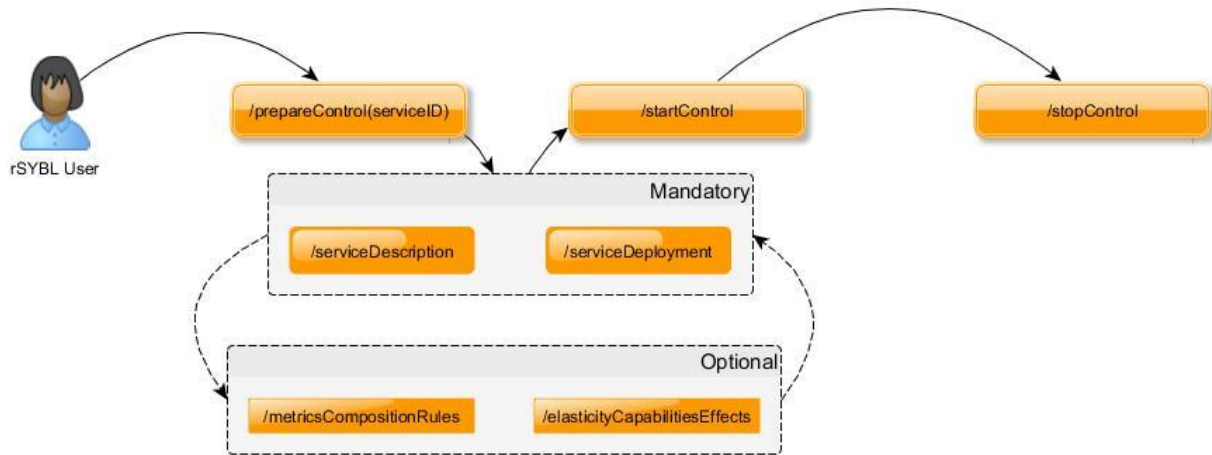 rSYBL User
/prepareControl(serviceID)
/startControl
/stopControl
Mandatory
/serviceDescription
/serviceDeployment
Optional
/metricsCompositionRules
/elasticityCapabilitiesEffects